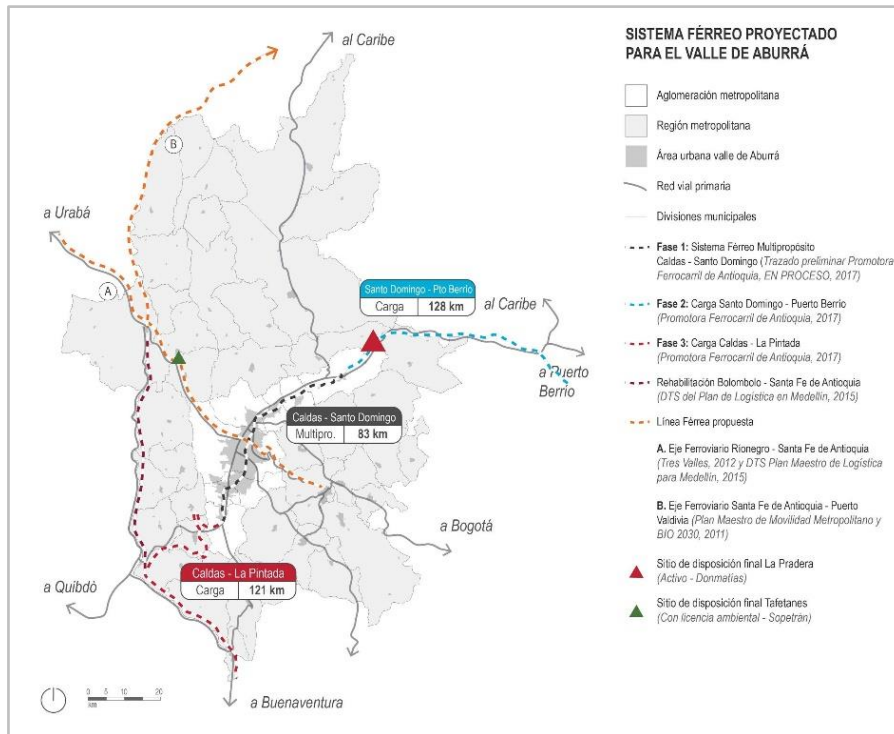 al Caribe
B
a Urabá
A
Santo Domingo - Pto Berrío
Carga 128 km
al Caribe
a Puerto
Berrío
Caldas - Santo Domingo
Multipro. 83 km
a Bogotá
Caldas - La Pintada
Carga 121 km
a Quibdò
a Buenaventura
0 5 10 20
km
SISTEMA FÉRREO PROYECTADO
PARA EL VALLE DE ABURRÁ
Aglomeración metropolitana
Región metropolitana
Área urbana valle de Aburrá
Red vial primaria
Divisiones municipales
Fase 1: Sistema Férreo Multipropósito
Caldas - Santo Domingo (Trazado preliminar Promotora
Ferrocarril de Antioquia, EN PROCESO, 2017)
Fase 2: Carga Santo Domingo - Puerto Berrío
(Promotora Ferrocarril de Antioquia, 2017)
Fase 3: Carga Caldas - La Pintada
(Promotora Ferrocarril de Antioquia, 2017)
Rehabilitación Bolombolo - Santa Fe de Antioquia
(DTS del Plan de Logística en Medellín, 2015)
Línea Férrea propuesta
A. Eje Ferroviario Rionegro - Santa Fe de Antioquia
(Tres Valles, 2012 y DTS Plan Maestro de Logística
para Medellín, 2015)
B. Eje Ferroviario Santa Fe de Antioquia - Puerto
Valdivia (Plan Maestro de Movilidad Metropolitano y
BIO 2030, 2011)
Sitio de disposición final La Pradera
(Activo - Donmatías)
Sitio de disposición final Tafetanes
(Con licencia ambiental - Sopetrán)